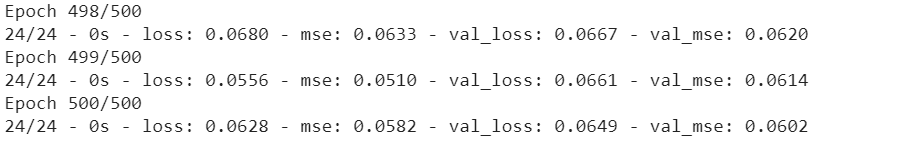 Epoch 498/500
24/24 - 0s - loss: 0.0680 - mse: 0.0633 - val_loss: 0.0667 - val_mse: 0.0620
Epoch 499/500
24/24 - 0s - loss: 0.0556 - mse: 0.0510 - val_loss: 0.0661 - val_mse: 0.0614
Epoch 500/500
24/24 - 0s - loss: 0.0628 - mse: 0.0582 - val_loss: 0.0649 - val_mse: 0.0602